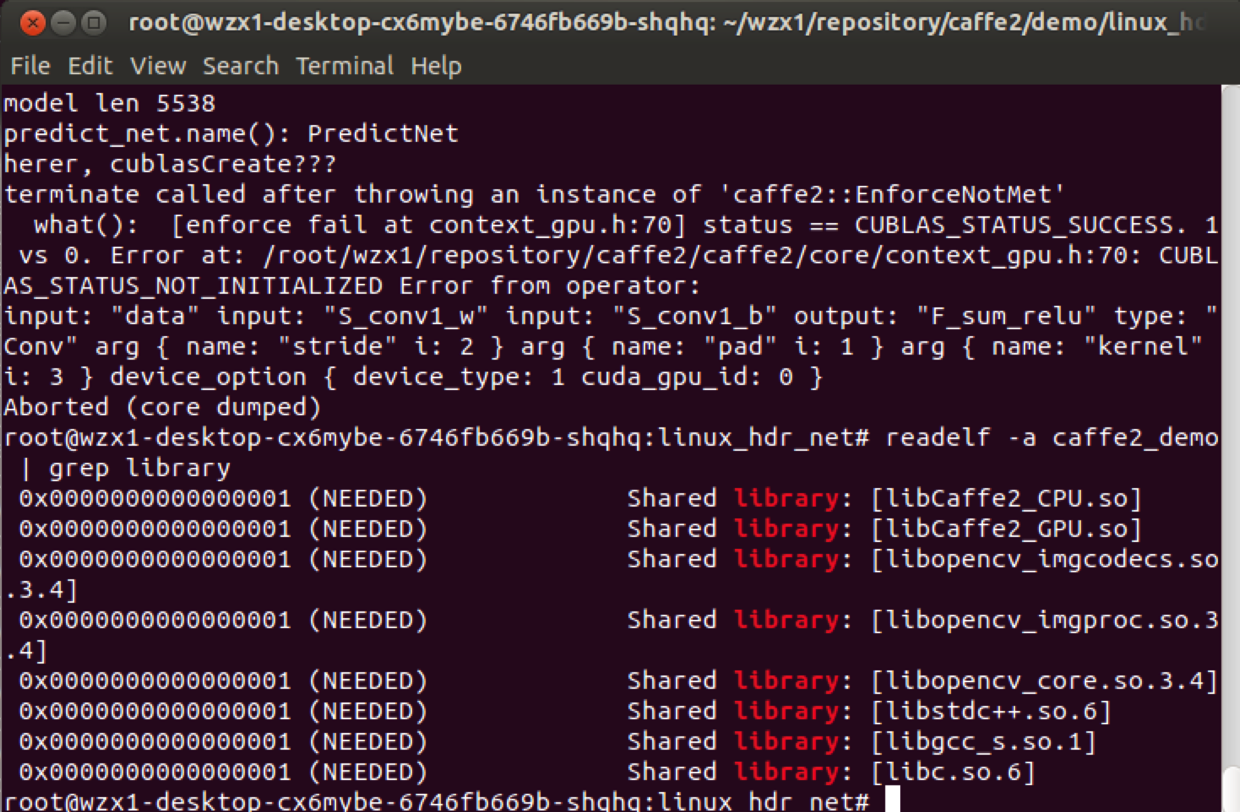 root@wzx1-desktop-cx6mybe-6746fb669b-shqhq: ~/wzx1/repository/caffe2/demo/linux_hd
File Edit View Search Terminal Help
model len 5538
predict_net.name(): PredictNet
herer, cublasCreate???
terminate called after throwing an instance of 'caffe2::EnforceNotMet'
  what():  [enforce fail at context_gpu.h:70] status == CUBLAS_STATUS_SUCCESS. 1
 vs 0. Error at: /root/wzx1/repository/caffe2/caffe2/core/context_gpu.h:70: CUBL
AS_STATUS_NOT_INITIALIZED Error from operator:
input: "data" input: "S_conv1_w" input: "S_conv1_b" output: "F_sum_relu" type: "
Conv" arg { name: "stride" i: 2 } arg { name: "pad" i: 1 } arg { name: "kernel"
i: 3 } device_option { device_type: 1 cuda_gpu_id: 0 }
Aborted (core dumped)
root@wzx1-desktop-cx6mybe-6746fb669b-shqhq:linux_hdr_net# readelf -a caffe2_demo
 | grep library
 0x0000000000000001 (NEEDED)             Shared library: [libCaffe2_CPU.so]
 0x0000000000000001 (NEEDED)             Shared library: [libCaffe2_GPU.so]
 0x0000000000000001 (NEEDED)             Shared library: [libopencv_imgcodecs.so
.3.4]
 0x0000000000000001 (NEEDED)             Shared library: [libopencv_imgproc.so.3
.4]
 0x0000000000000001 (NEEDED)             Shared library: [libopencv_core.so.3.4]
 0x0000000000000001 (NEEDED)             Shared library: [libstdc++.so.6]
 0x0000000000000001 (NEEDED)             Shared library: [libgcc_s.so.1]
 0x0000000000000001 (NEEDED)             Shared library: [libc.so.6]
root@wzx1-desktop-cx6mybe-6746fb669b-shqhq:linux_hdr_net#